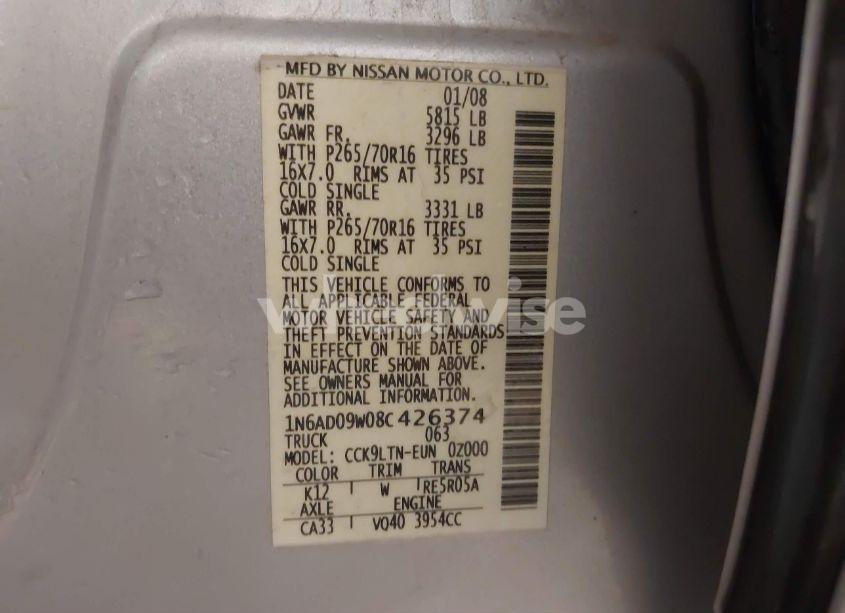 MFD BY NISSAN MOTOR CO., LTD.
DATE 01/08
GVWR 5815 LB
GAWR FR. 3296 LB
WITH P265/70R16 TIRES
16X7.0 RIMS AT 35 PSI
COLD SINGLE
GAWR RR. 3331 LB
WITH P265/70R16 TIRES
16X7.0 RIMS AT 35 PSI
COLD SINGLE
THIS VEHICLE CONFORMS TO
ALL APPLICABLE FEDERAL
MOTOR VEHICLE SAFETY AND
THEFT PREVENTION STANDARDS
IN EFFECT ON THE DATE OF
MANUFACTURE SHOWN ABOVE.
SEE OWNERS MANUAL FOR
ADDITIONAL INFORMATION.
1N6AD09W08C426374
TRUCK 063
MODEL: CCK9LTN-EUN 0Z000
COLOR TRIM TRANS
K12 W RE5R05A
AXLE ENGINE
CA33 VQ40 3954CC